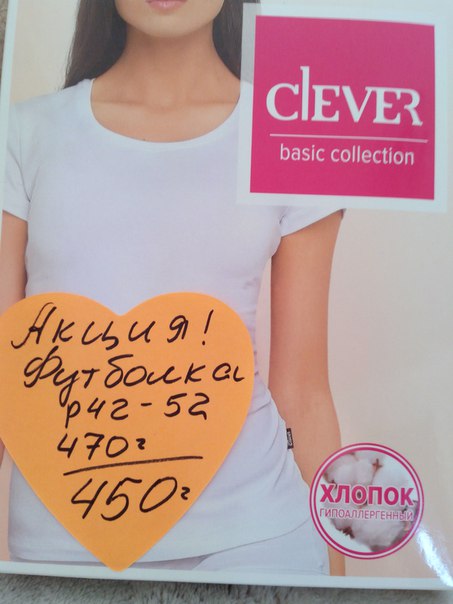 ClEVER
basic collection
Акция!
Футболка
р42-52
470г
450г
ХЛОПОК
ГИПОАЛЛЕРГЕННЫЙ